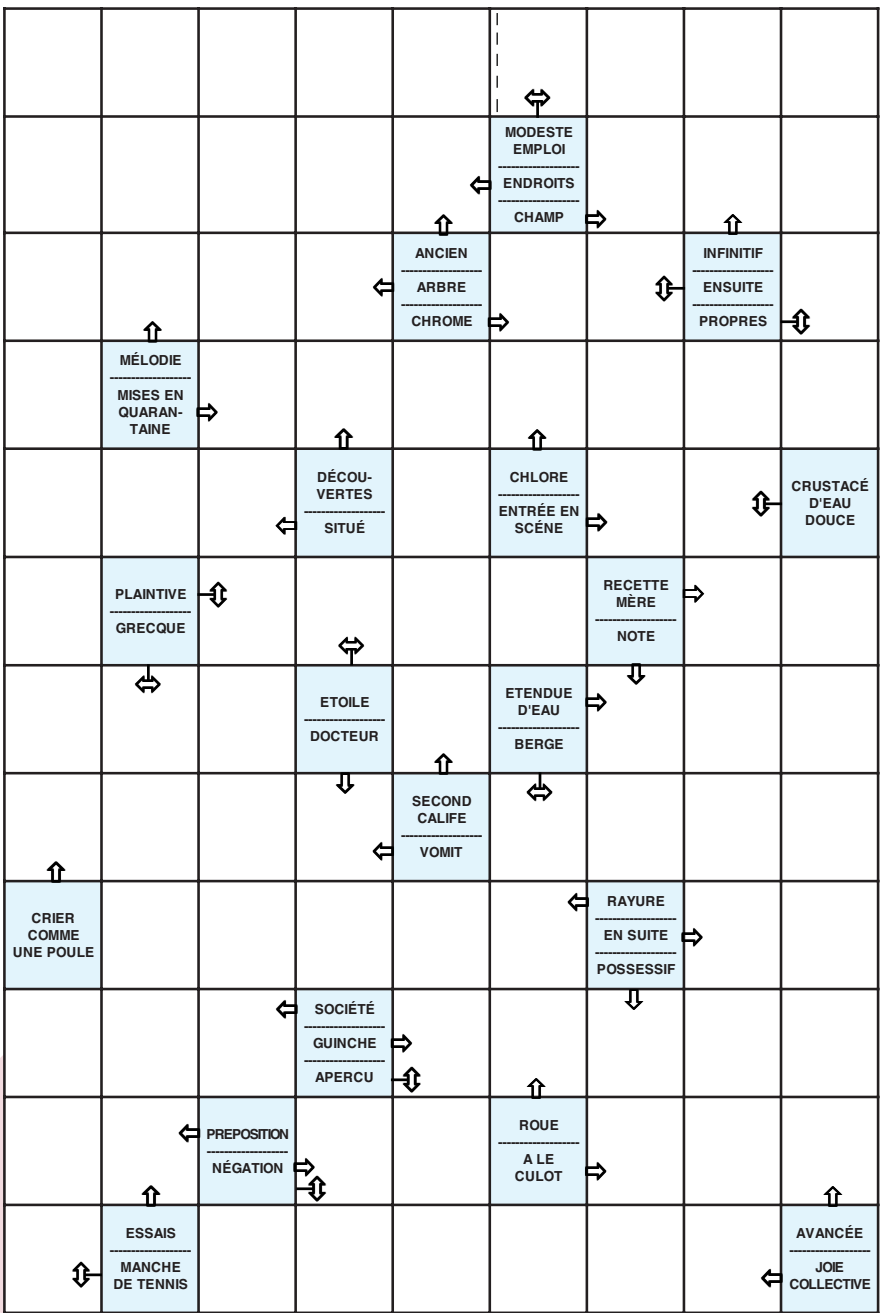 MODESTE
EMPLOI
ENDROITS
CHAMP
ANCIEN
ARBRE
CHROME
INFINITIF
ENSUITE
PROPRES
MÉLODIE
MISES EN
QUARAN-
TAINE
DÉCOU-
VERTES
SITUÉ
CHLORE
ENTRÉE EN
SCÉNE
CRUSTACÉ
D'EAU
DOUCE
PLAINTIVE
GRECQUE
RECETTE
MÈRE
NOTE
ETOILE
DOCTEUR
ETENDUE
D'EAU
BERGE
SECOND
CALIFE
VOMIT
CRIER
COMME
UNE POULE
RAYURE
EN SUITE
POSSESSIF
SOCIÉTÉ
GUINCHE
APERCU
PREPOSITION
NÉGATION
ROUE
A LE
CULOT
ESSAIS
MANCHE
DE TENNIS
AVANCÉE
JOIE
COLLECTIVE